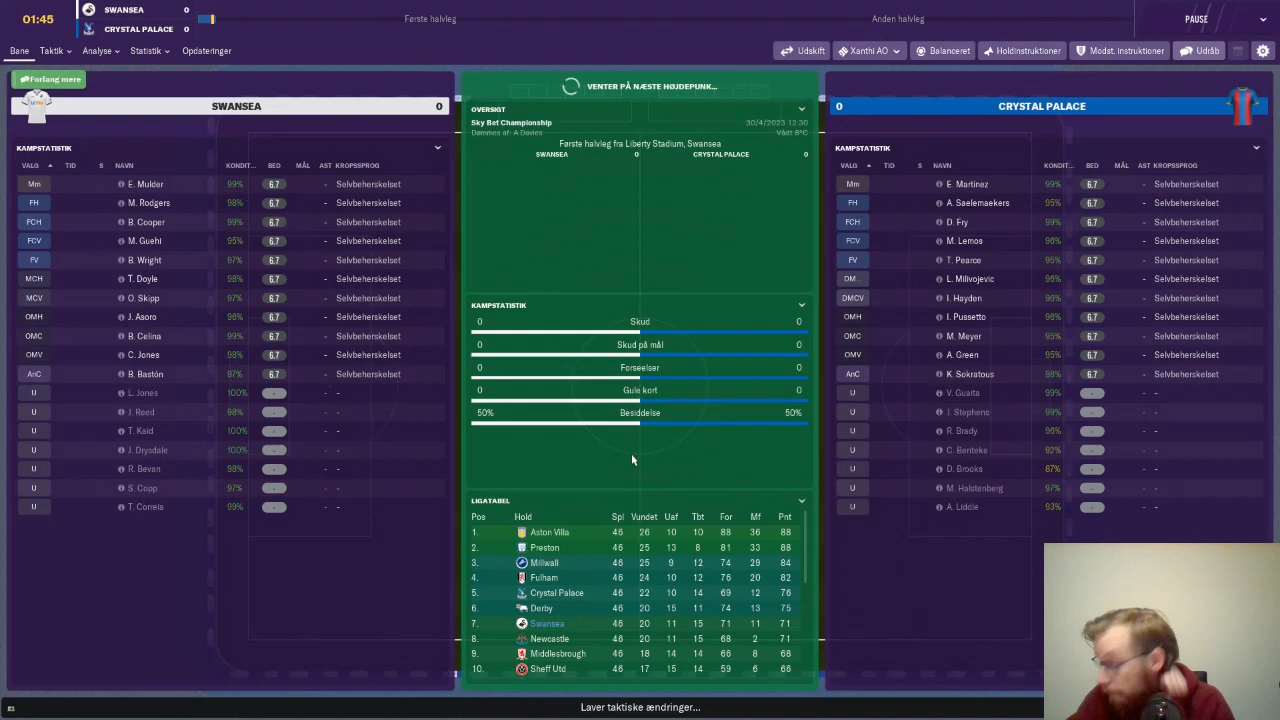 01:45
SWANSEA 0
CRYSTAL PALACE 0
Første halvleg
Anden halvleg
PAUSE
Bane Taktik Analyse Statistik Opdateringer
Udskift Xanthi AO Balanceret Holdinstruktioner Modst. instruktioner Udråb
Forlang mere
SWANSEA 0
KAMPSTATISTIK
VALG TID S NAVN KONDIT... BED MÅL AST KROPSSPROG
Mm E. Mulder 99% 6.7 - Selvbeherskelset
FH M. Rodgers 98% 6.7 - Selvbeherskelset
FCH B. Cooper 99% 6.7 - Selvbeherskelset
FCV M. Guehi 95% 6.7 - Selvbeherskelset
FV B. Wright 97% 6.7 - Selvbeherskelset
MCH T. Doyle 98% 6.7 - Selvbeherskelset
MCV O. Skipp 97% 6.7 - Selvbeherskelset
OMH J. Asoro 96% 6.7 - Selvbeherskelset
OMC B. Celina 99% 6.7 - Selvbeherskelset
OMV C. Jones 98% 6.7 - Selvbeherskelset
AnC B. Bastón 97% 6.7 - Selvbeherskelset
U L. Jones 100% - - -
U J. Reed 98% - - -
U T. Kaid 100% - - -
U J. Drysdale 100% - - -
U R. Bevan 98% - - -
U S. Copp 97% - - -
U T. Correia 99% - - -
VENTER PÅ NÆSTE HØJDEPUNK...
OVERSIGT
Sky Bet Championship 30/4/2023 12:30
Dømmes af: A Davies Vådt 8°C
Første halvleg fra Liberty Stadium, Swansea
SWANSEA 0 CRYSTAL PALACE 0
KAMPSTATISTIK
0 Skud 0
0 Skud på mål 0
0 Forseelser 0
0 Gule kort 0
50% Besiddelse 50%
LIGATABEL
Pos Hold Spl Vundet Uaf Tbt For Mf Pnt
1. Aston Villa 46 26 10 10 88 36 88
2. Preston 46 25 13 8 81 33 88
3. Millwall 46 25 9 12 74 29 84
4. Fulham 46 24 10 12 76 20 82
5. Crystal Palace 46 22 10 14 69 12 76
6. Derby 46 20 15 11 74 13 75
7. Swansea 46 20 11 15 71 11 71
8. Newcastle 46 20 11 15 68 2 71
9. Middlesbrough 46 18 14 14 66 8 68
10. Sheff Utd 46 17 15 14 59 6 66
0 CRYSTAL PALACE
KAMPSTATISTIK
VALG TID S NAVN KONDIT... BED MÅL AST KROPSSPROG
Mm E. Martinez 99% 6.7 - Selvbeherskelset
FH A. Saelemaekers 95% 6.7 - Selvbeherskelset
FCH D. Fry 99% 6.7 - Selvbeherskelset
FCV M. Lemos 96% 6.7 - Selvbeherskelset
FV T. Pearce 95% 6.7 - Selvbeherskelset
DM... L. Milivojevic 96% 6.7 - Selvbeherskelset
DMCV I. Hayden 96% 6.7 - Selvbeherskelset
OMH I. Pussetto 96% 6.7 - Selvbeherskelset
OMC M. Meyer 95% 6.7 - Selvbeherskelset
OMV A. Green 95% 6.7 - Selvbeherskelset
AnC K. Sokratous 98% 6.7 - Selvbeherskelset
U V. Guaita 99% - - -
U J. Stephens 99% - - -
U R. Brady 96% - - -
U C. Benteke 82% - - -
U D. Brooks 87% - - -
U M. Halstenberg 97% - - -
U A. Liddle 93% - - -
Laver taktiske ændringer...